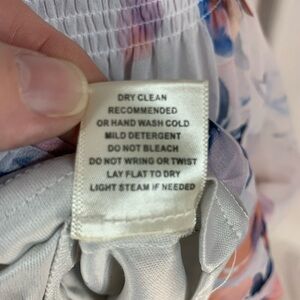 DRY CLEAN
RECOMMENDED
OR HAND WASH COLD
MILD DETERGENT
DO NOT BLEACH
DO NOT WRING OR TWIST
LAY FLAT TO DRY
LIGHT STEAM IF NEEDED